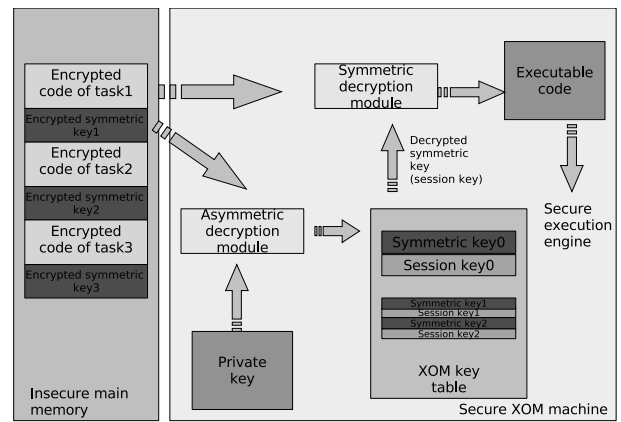 Encrypted
code of task1
Encrypted symmetric
key1
Encrypted
code of task2
Encrypted symmetric
key2
Encrypted
code of task3
Encrypted symmetric
key3
Insecure main
memory
Symmetric
decryption
module
Executable
code
Decrypted
symmetric
key
(session key)
Secure
execution
engine
Asymmetric
decryption
module
Symmetric key0
Session key0
Symmetric key1
Session key1
Symmetric key2
Session key2
XOM key
table
Private
key
Secure XOM machine